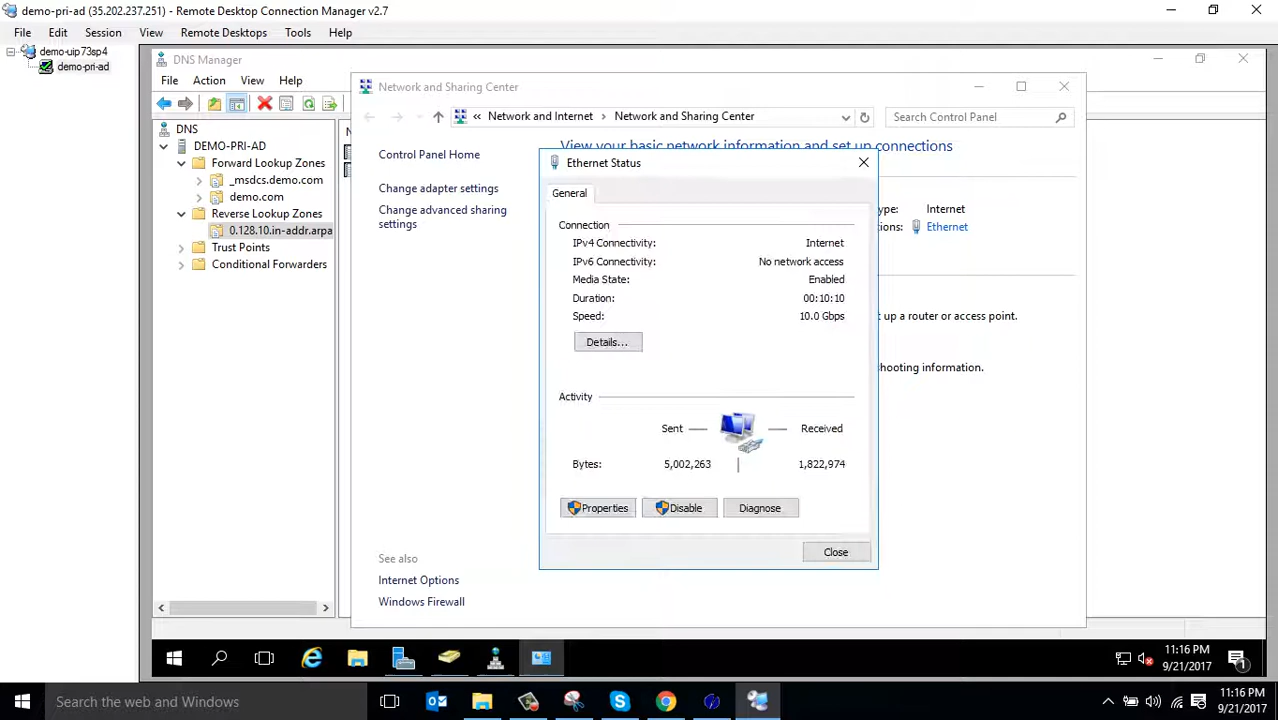 demo-pri-ad (35.202.237.251) - Remote Desktop Connection Manager v2.7
File Edit Session View Remote Desktops Tools Help
demo-uip73sp4
demo-pri-ad
DNS Manager
File Action View Help
DNS
DEMO-PRI-AD
Forward Lookup Zones
_msdcs.demo.com
demo.com
Reverse Lookup Zones
0.128.10.in-addr.arpa
Trust Points
Conditional Forwarders
Network and Sharing Center
« Network and Internet > Network and Sharing Center
Search Control Panel
Control Panel Home
Change adapter settings
Change advanced sharing
settings
View your basic network information and set up connections
ype: Internet
ions: Ethernet
t up a router or access point.
hooting information.
See also
Internet Options
Windows Firewall
Ethernet Status
General
Connection
IPv4 Connectivity: Internet
IPv6 Connectivity: No network access
Media State: Enabled
Duration: 00:10:10
Speed: 10.0 Gbps
Details...
Activity
Sent — — Received
Bytes: 5,002,263 | 1,822,974
Properties Disable Diagnose
Close
11:16 PM
9/21/2017
1
Search the web and Windows
11:16 PM
9/21/2017